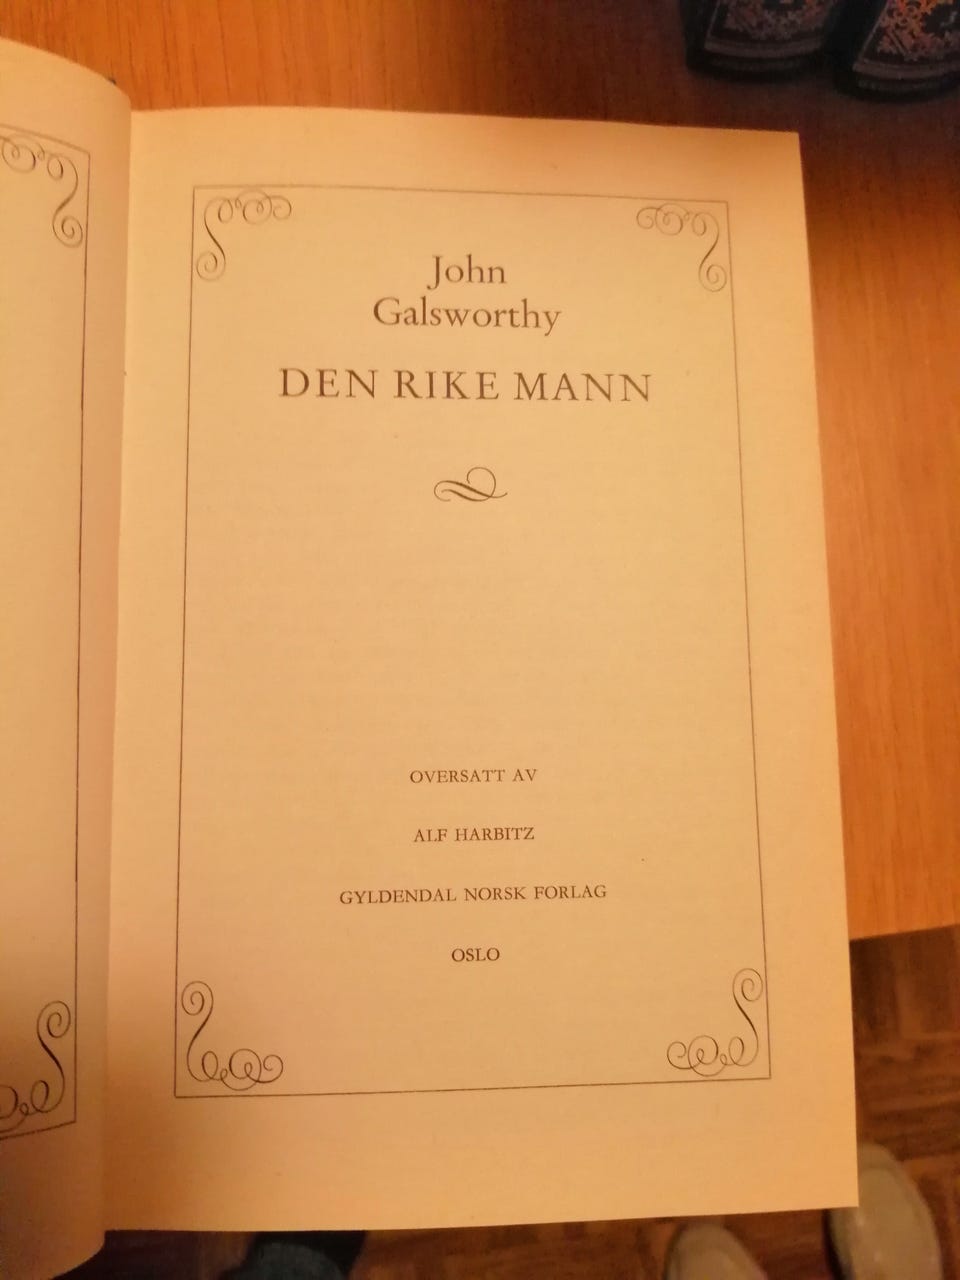 John
Galsworthy
DEN RIKE MANN
OVERSATT AV
ALF HARBITZ
GYLDENDAL NORSK FORLAG
OSLO